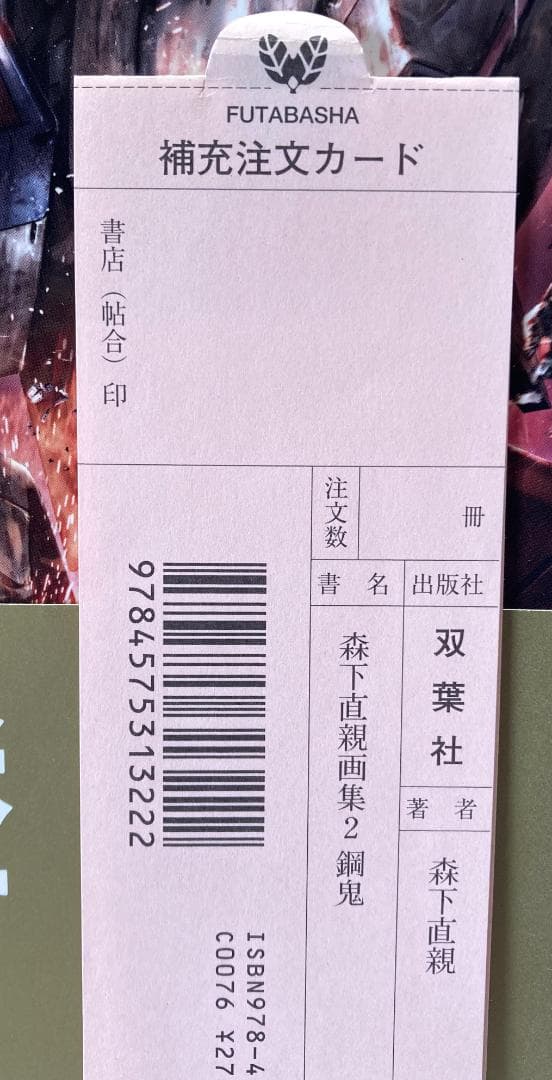 FUTABASHA
補充注文カード
書店（帖合）印
注文数
冊
書名
出版社
森下直親画集2 鋼鬼
双葉社
著者
森下直親
9784575313222
ISBN978-4
C0076 ¥27